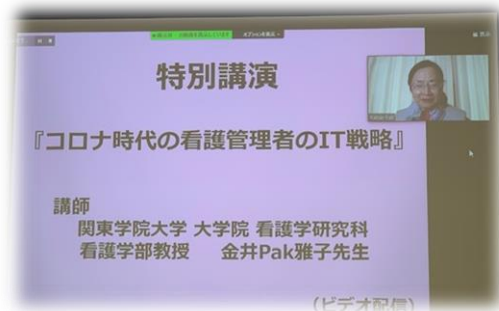 特別講演
『コロナ時代の看護管理者のIT戦略』
講師
関東学院大学 大学院 看護学研究科
看護学部教授 金井Pak雅子先生
(ビデオ配信)